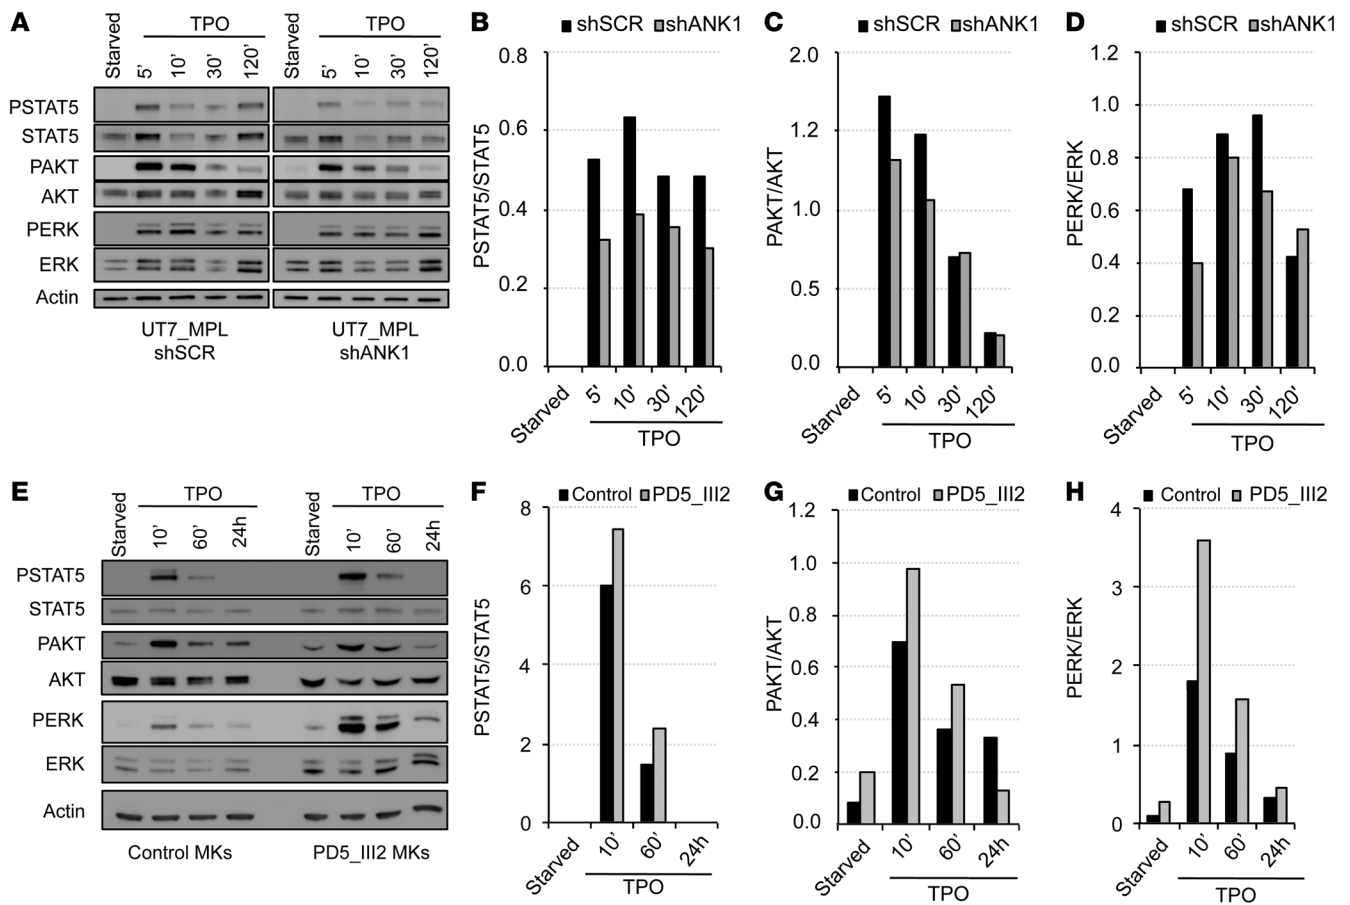 A
Starved
TPO
5'
10'
30'
120'
Starved
TPO
5'
10'
30'
120'
PSTAT5
STAT5
PAKT
AKT
PERK
ERK
Actin
UT7_MPL
shSCR
UT7_MPL
shANK1
B
shSCR shANK1
PSTAT5/STAT5
0.8
0.6
0.4
0.2
0.0
Starved 5' 10' 30' 120'
TPO
C
shSCR shANK1
PAKT/AKT
2.0
1.2
1.0
0.5
0.0
Starved 5' 10' 30' 120'
TPO
D
shSCR shANK1
PERK/ERK
1.2
1.0
0.8
0.6
0.4
0.2
0.0
Starved 5' 10' 30' 120'
TPO
E
Starved
TPO
10'
60'
24h
Starved
TPO
10'
60'
24h
PSTAT5
STAT5
PAKT
AKT
PERK
ERK
Actin
Control MKs
PD5_III2 MKs
F
Control PD5_III2
PSTAT5/STAT5
8
6
4
2
0
Starved 10' 60' 24h
TPO
G
Control PD5_III2
PAKT/AKT
1.2
1.0
0.8
0.6
0.4
0.2
0.0
Starved 10' 60' 24h
TPO
H
Control PD5_III2
PERK/ERK
4
3
2
1
0
Starved 10' 60' 24h
TPO